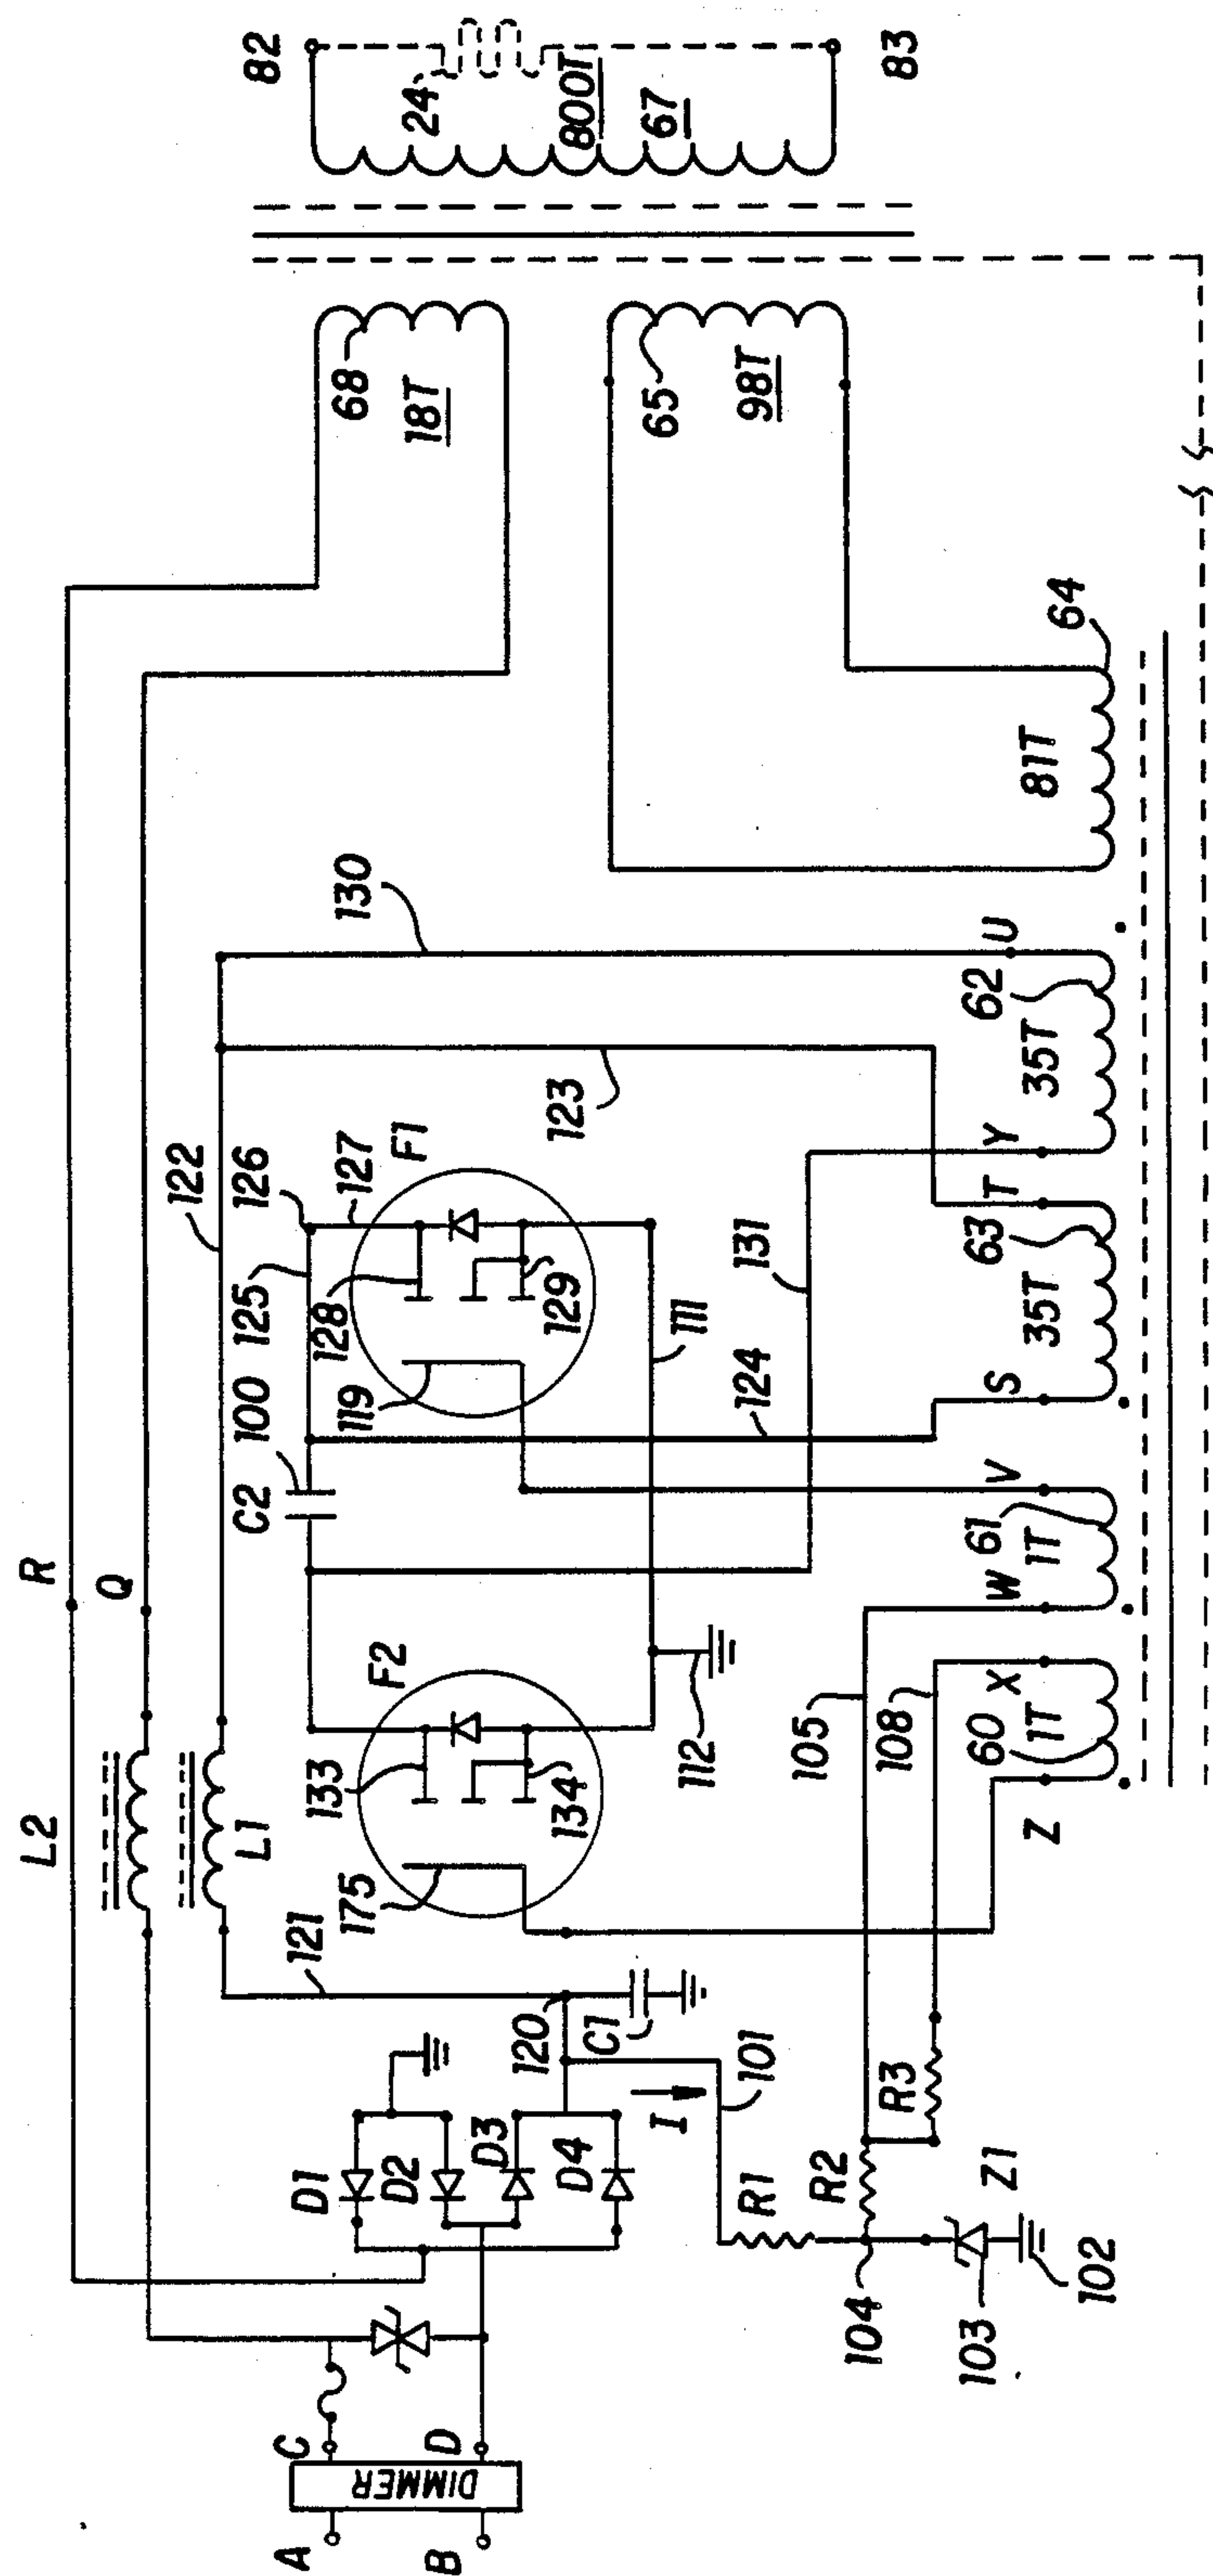 R
Q
L2
L1
122
121
130
123
126
125
127
F1
100
C2
128
129
119
111
124
131
F2
133
134
175
112
105
108
120
C1
I
101
D1
D2
D3
D4
R1
R2
R3
Z1
104
103
102
A
B
C
D
DIMMER
Z
X
W
V
S
T
Y
U
60
1T
61
1T
63
35T
62
35T
81T
64
68
18T
65
98T
24
800T
67
82
83